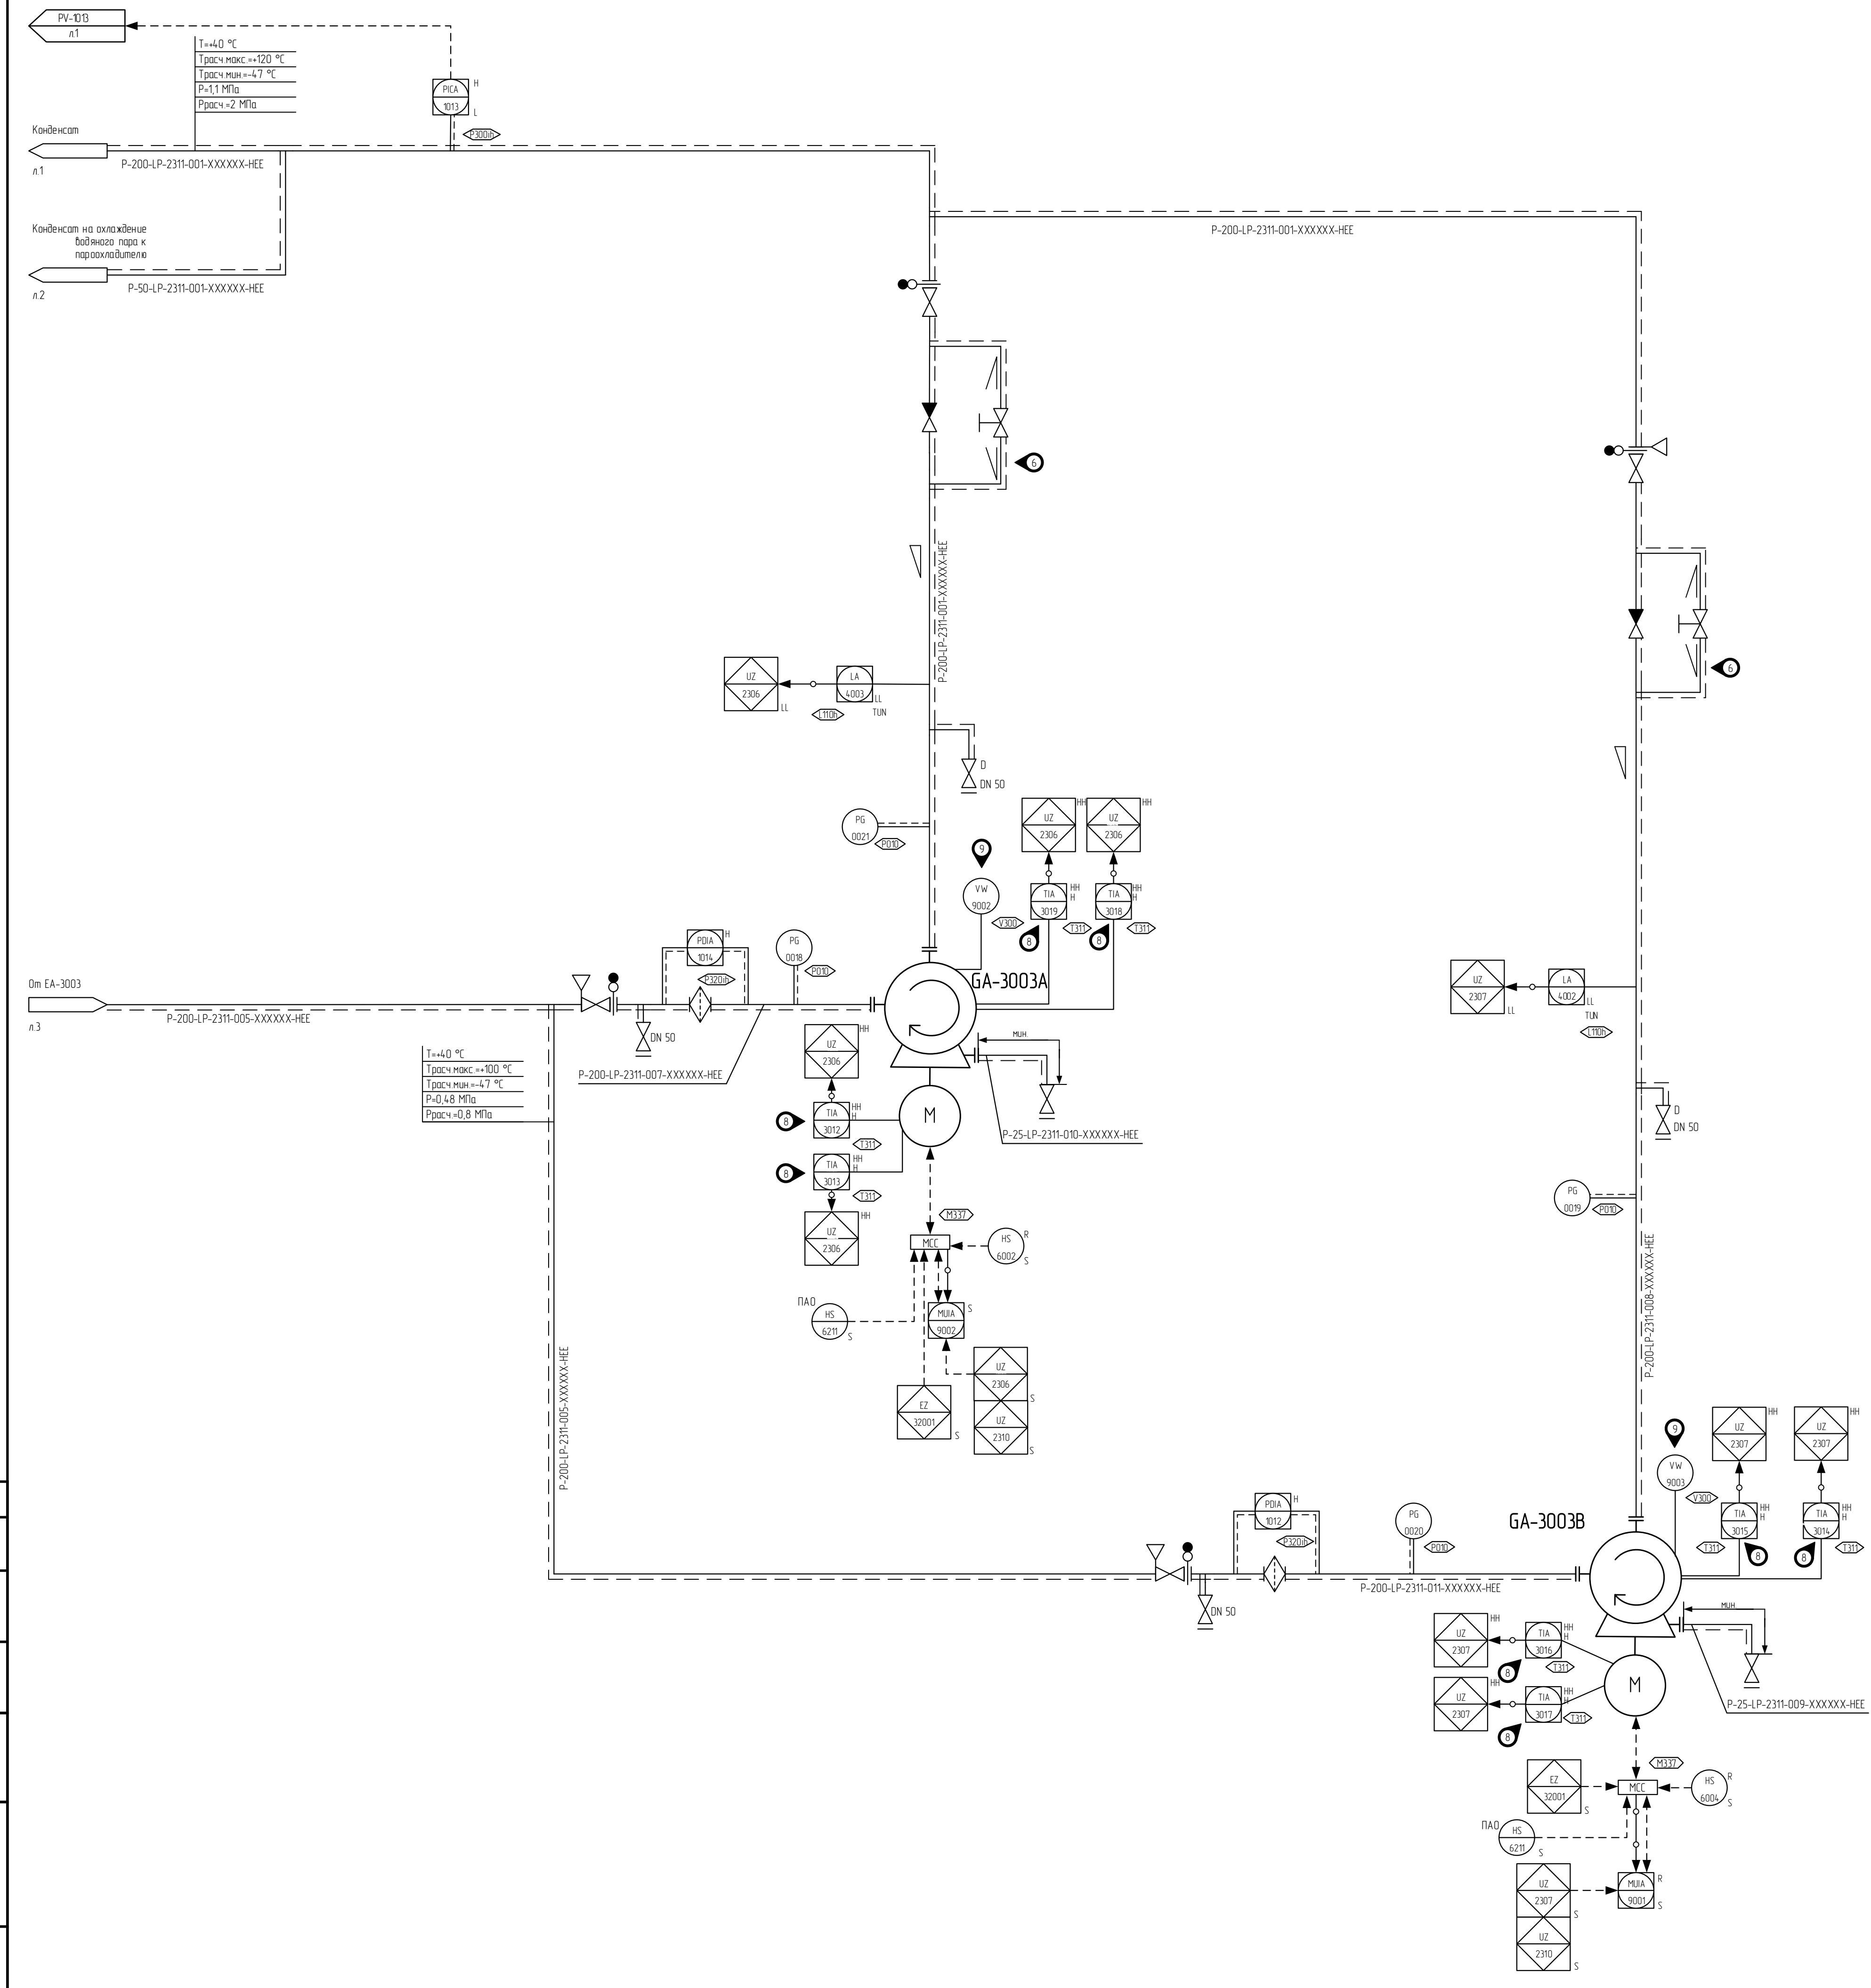 PV-1013
л.1
T=+40 °C
Tрасч.макс.=+120 °C
Tрасч.мин.=-47 °C
P=1,1 МПа
Pрасч.=2 МПа
PICA
1013
H
L
P300ih
Конденсат
л.1
P-200-LP-2311-001-XXXXXX-HEE
Конденсат на охлаждение
водяного пара к
пароохладителю
л.2
P-50-LP-2311-001-XXXXXX-HEE
P-200-LP-2311-001-XXXXXX-HEE
6
P-200-LP-2311-001-XXXXXX-HEE
6
UZ
2306
LL
LA
4003
LL
TUN
L110h
D
DN 50
PG
0021
P010
9
VW
9002
V300
UZ
2306
HH
UZ
2306
HH
TIA
3019
HH
H
T311
8
TIA
3018
HH
H
T311
8
GA-3003A
PDIA
1014
H
P320ih
PG
0018
P010
От EA-3003
л.3
P-200-LP-2311-005-XXXXXX-HEE
DN 50
P-200-LP-2311-007-XXXXXX-HEE
T=+40 °C
Tрасч.макс.=+100 °C
Tрасч.мин.=-47 °C
P=0,48 МПа
Pрасч.=0,8 МПа
UZ
2306
HH
8
TIA
3012
HH
H
T311
8
TIA
3013
HH
H
T311
UZ
2306
HH
M
мин.
P-25-LP-2311-010-XXXXXX-HEE
M337
MCC
HS
6002
R
S
ПАО
HS
6211
S
MUIA
9002
S
UZ
2306
S
UZ
2310
S
EZ
32001
S
P-200-LP-2311-005-XXXXXX-HEE
UZ
2307
LL
LA
4002
LL
TUN
L110h
D
DN 50
PG
0019
P010
P-200-LP-2311-008-XXXXXX-HEE
9
VW
9003
V300
UZ
2307
HH
UZ
2307
HH
TIA
3015
HH
H
T311
8
TIA
3014
HH
H
T311
8
GA-3003B
PDIA
1012
H
P320ih
PG
0020
P010
DN 50
P-200-LP-2311-011-XXXXXX-HEE
UZ
2307
HH
TIA
3016
HH
H
T311
8
UZ
2307
HH
TIA
3017
HH
H
T311
8
M
мин.
P-25-LP-2311-009-XXXXXX-HEE
M337
MCC
EZ
32001
S
HS
6004
R
S
ПАО
HS
6211
S
MUIA
9001
R
S
UZ
2307
S
UZ
2310
S